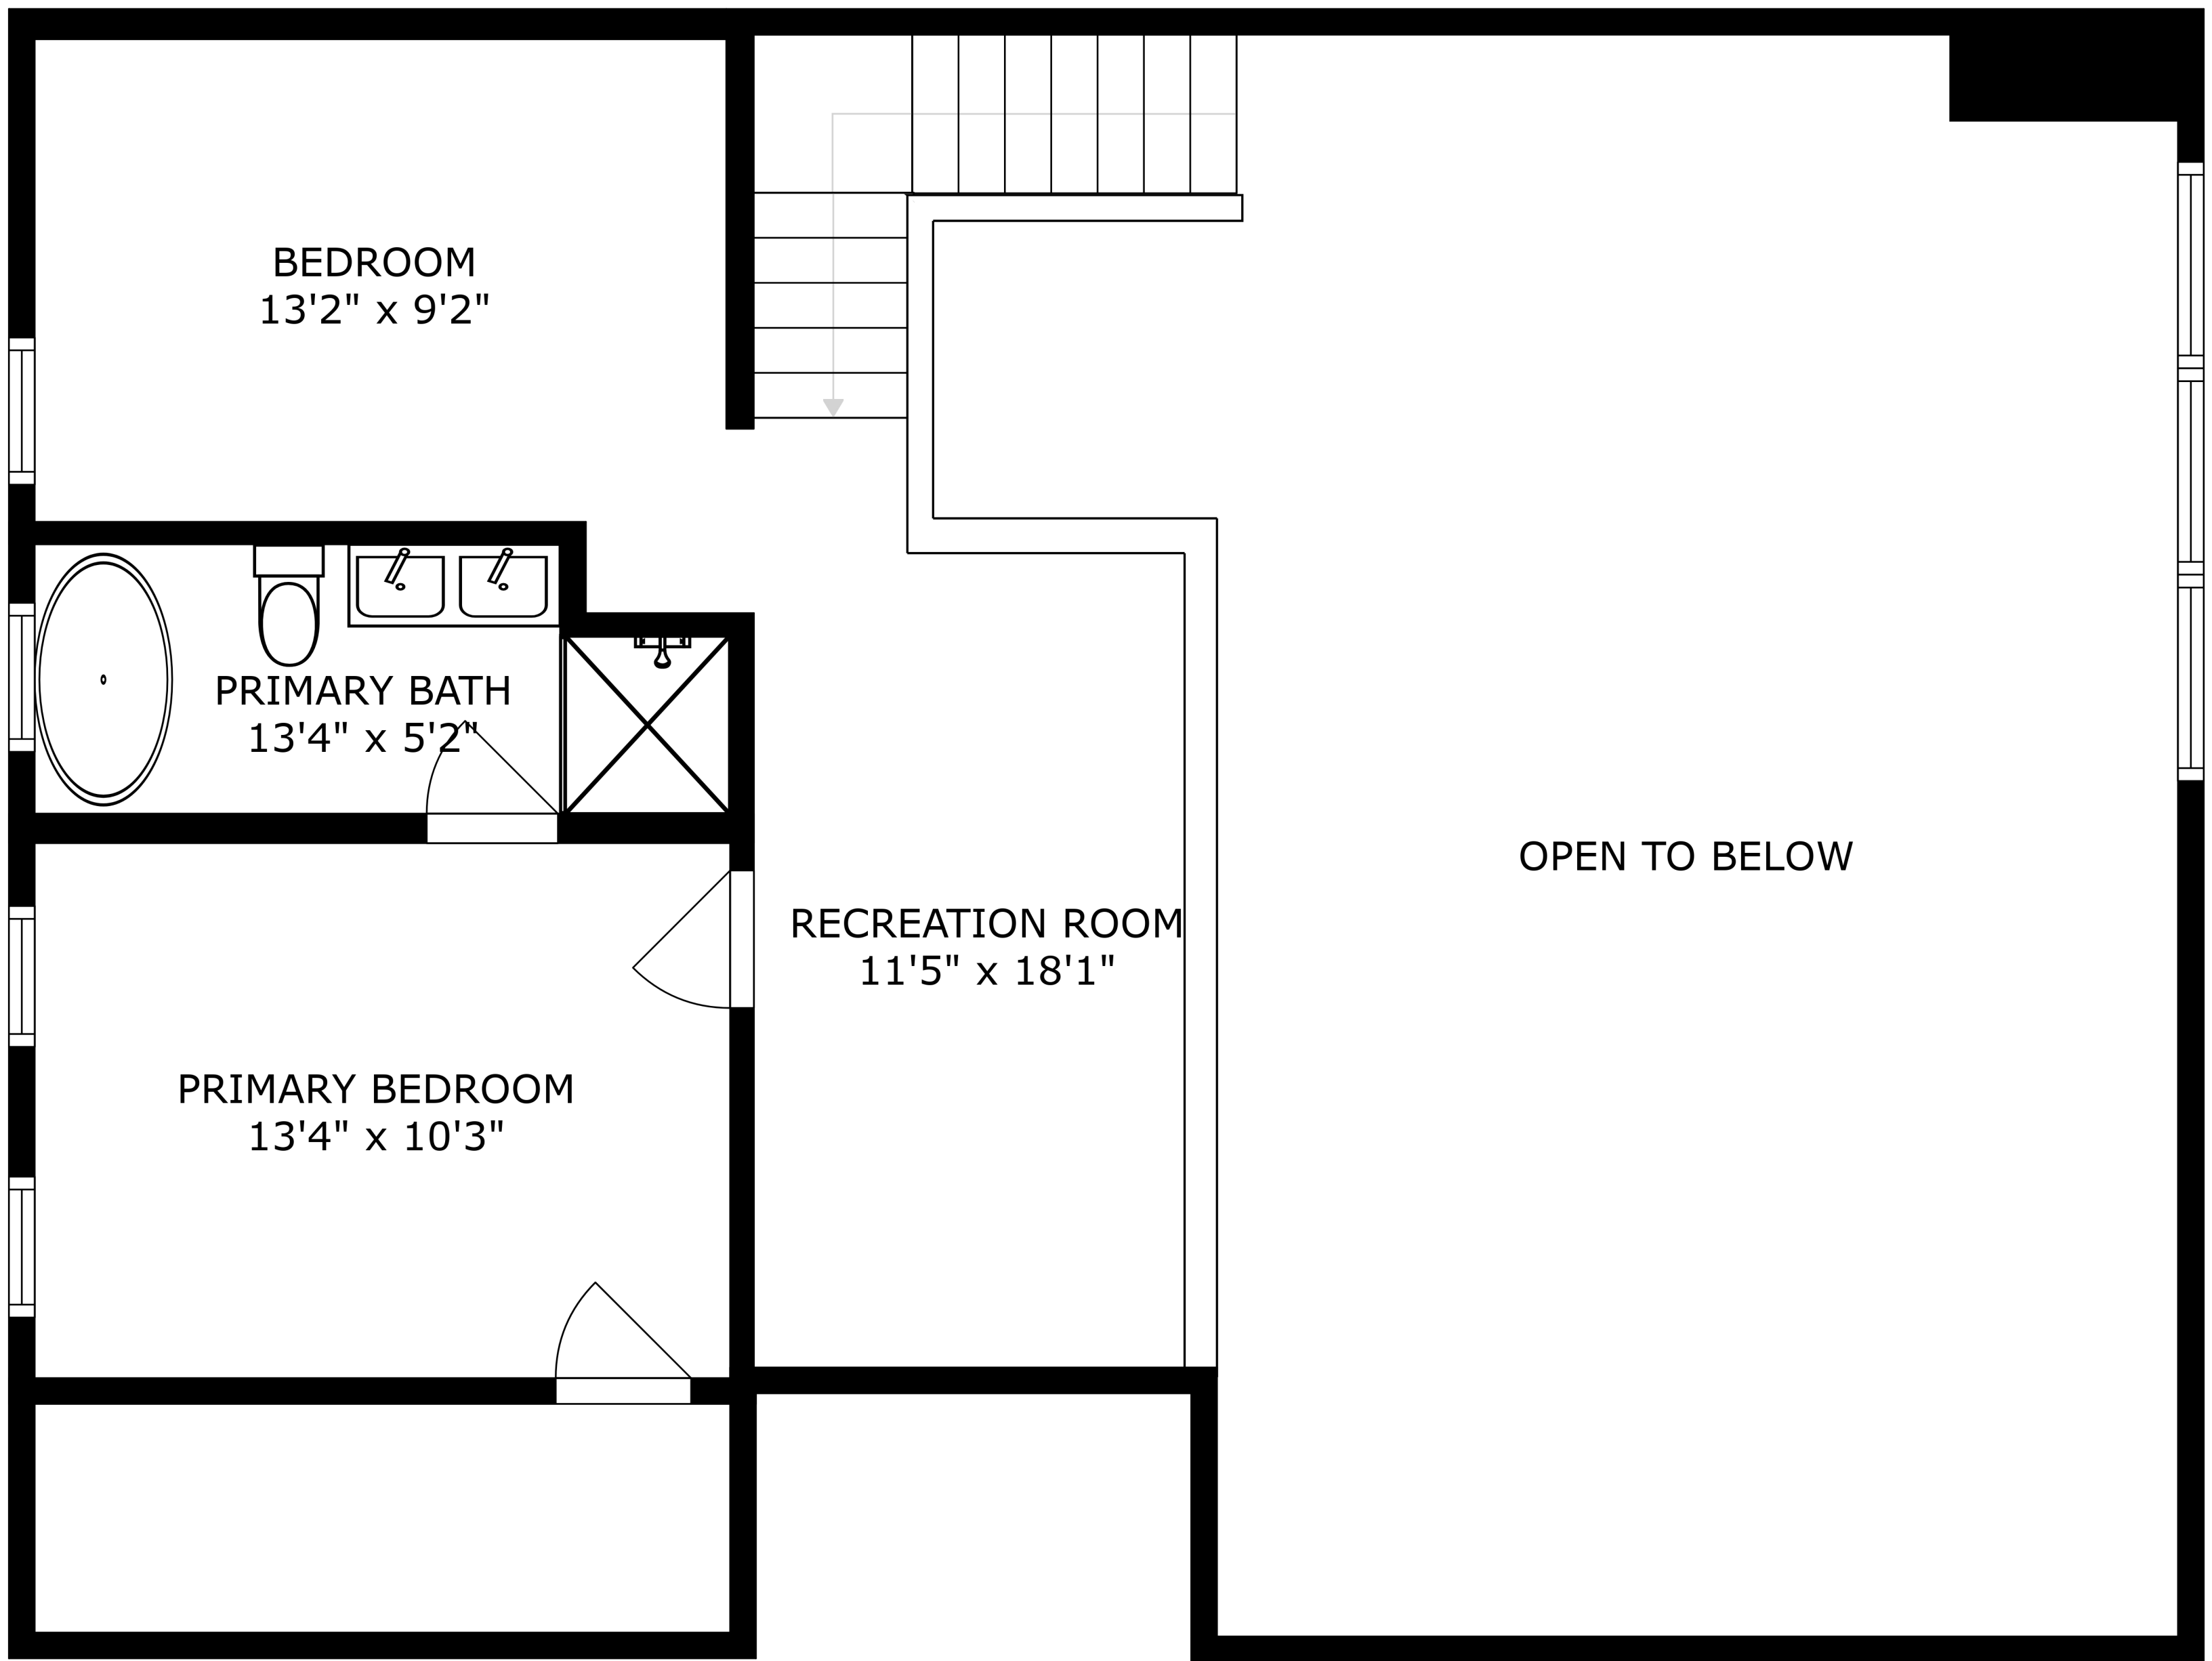 BEDROOM
13'2" x 9'2"
PRIMARY BATH
13'4" x 5'2"
OPEN TO BELOW
RECREATION ROOM
11'5" x 18'1"
PRIMARY BEDROOM
13'4" x 10'3"